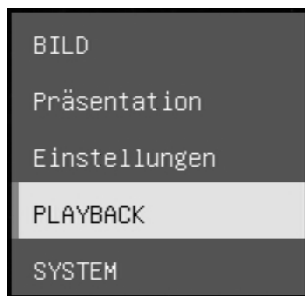 BILD
Präsentation
Einstellungen
PLAYBACK
SYSTEM